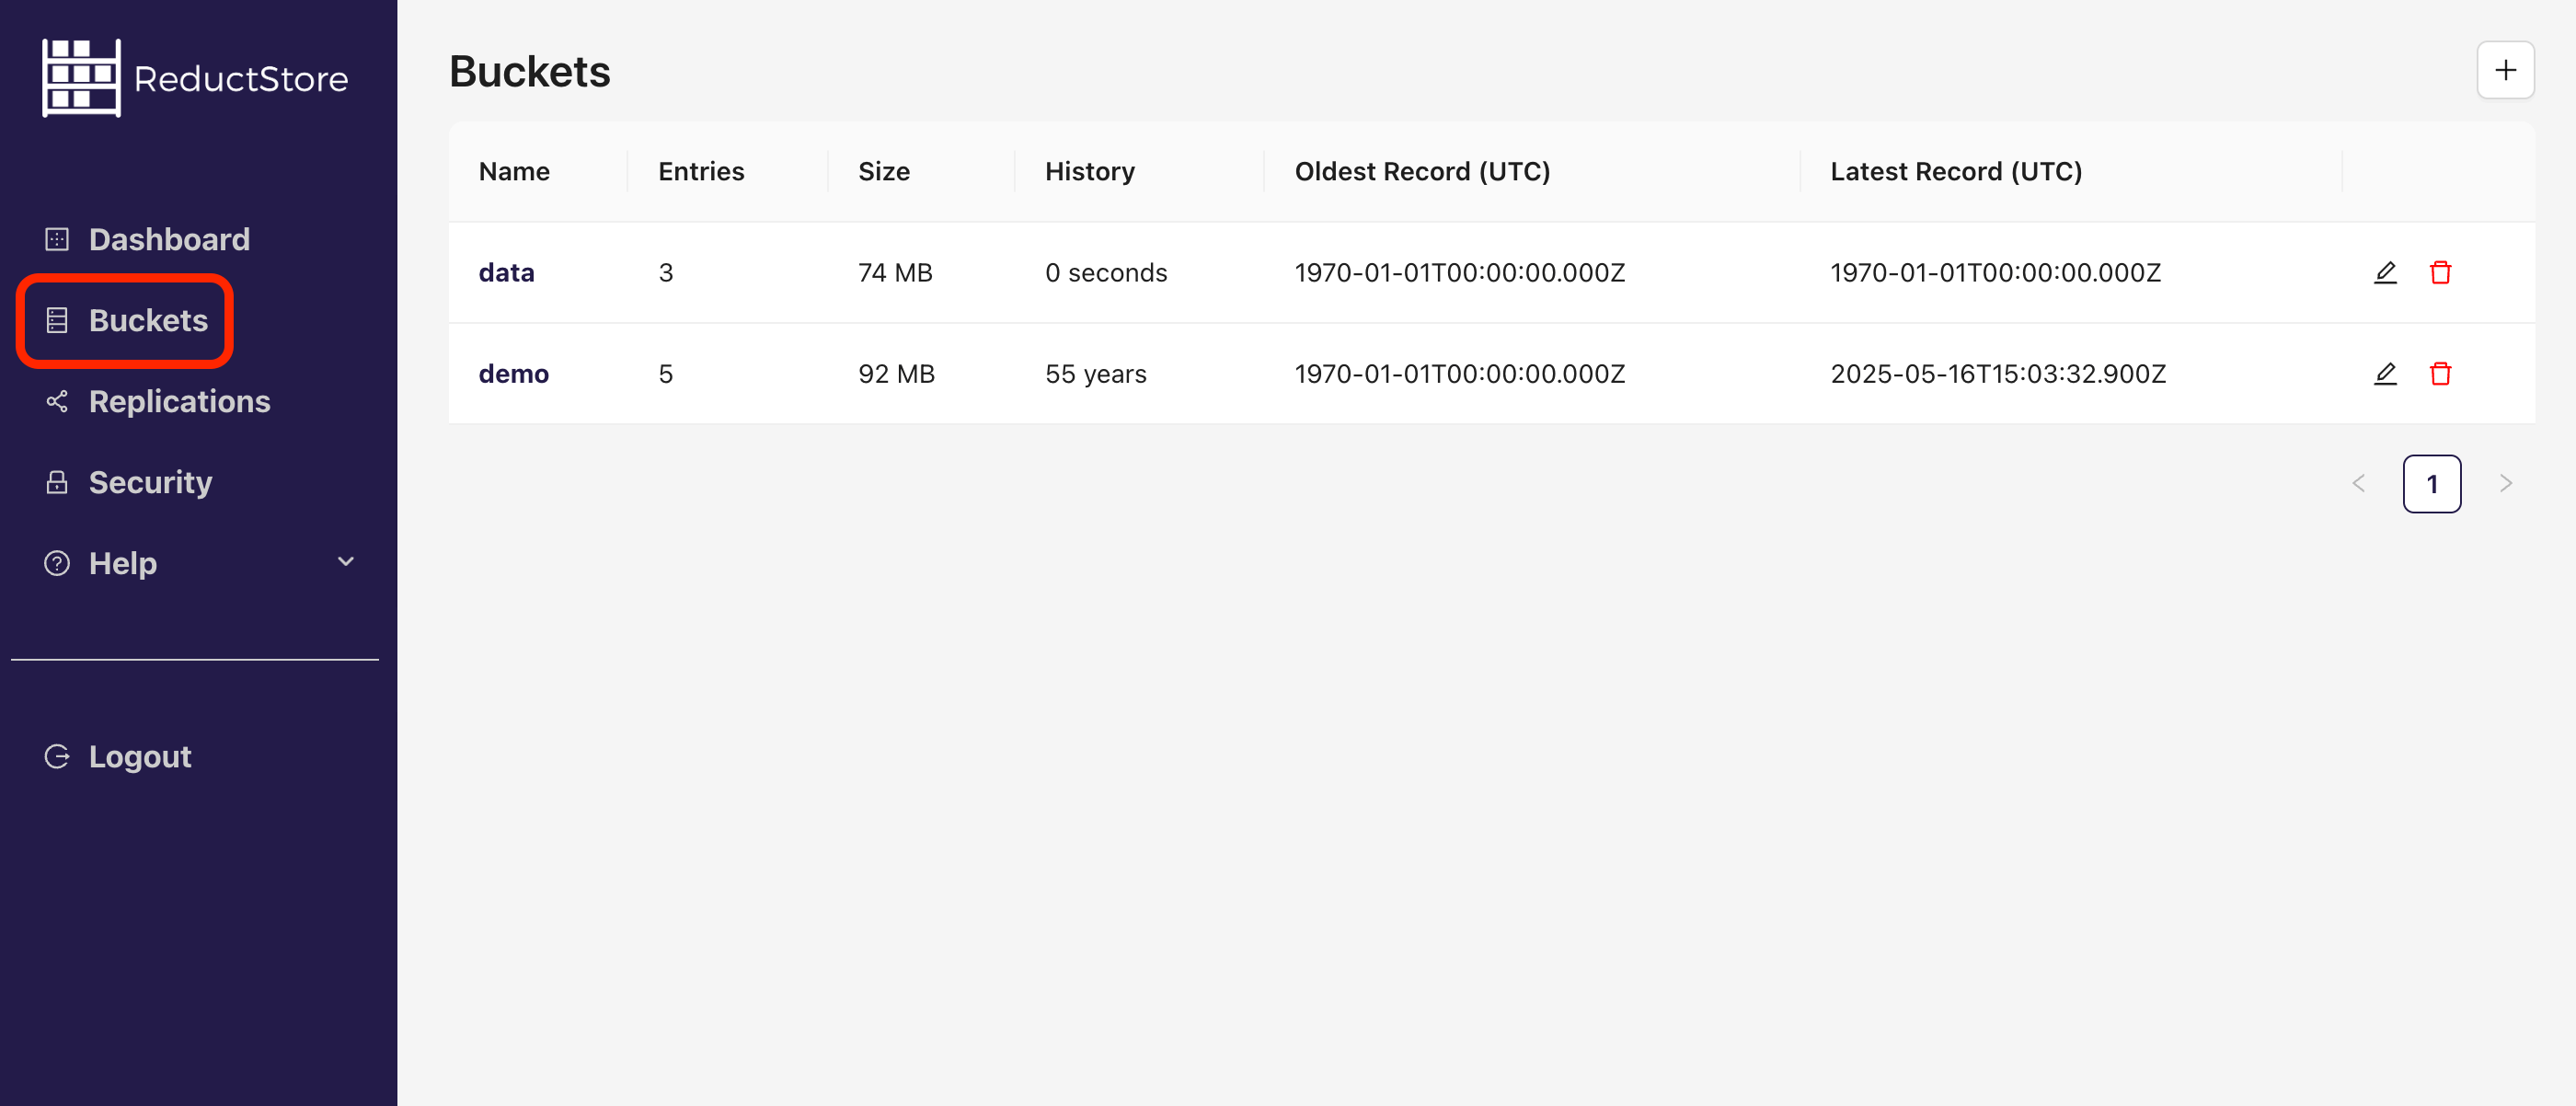 ReductStore
Dashboard
Buckets
Replications
Security
Help
Logout
Buckets
Name Entries Size History Oldest Record (UTC) Latest Record (UTC)
data 3 74 MB 0 seconds 1970-01-01T00:00:00.000Z 1970-01-01T00:00:00.000Z
demo 5 92 MB 55 years 1970-01-01T00:00:00.000Z 2025-05-16T15:03:32.900Z
1